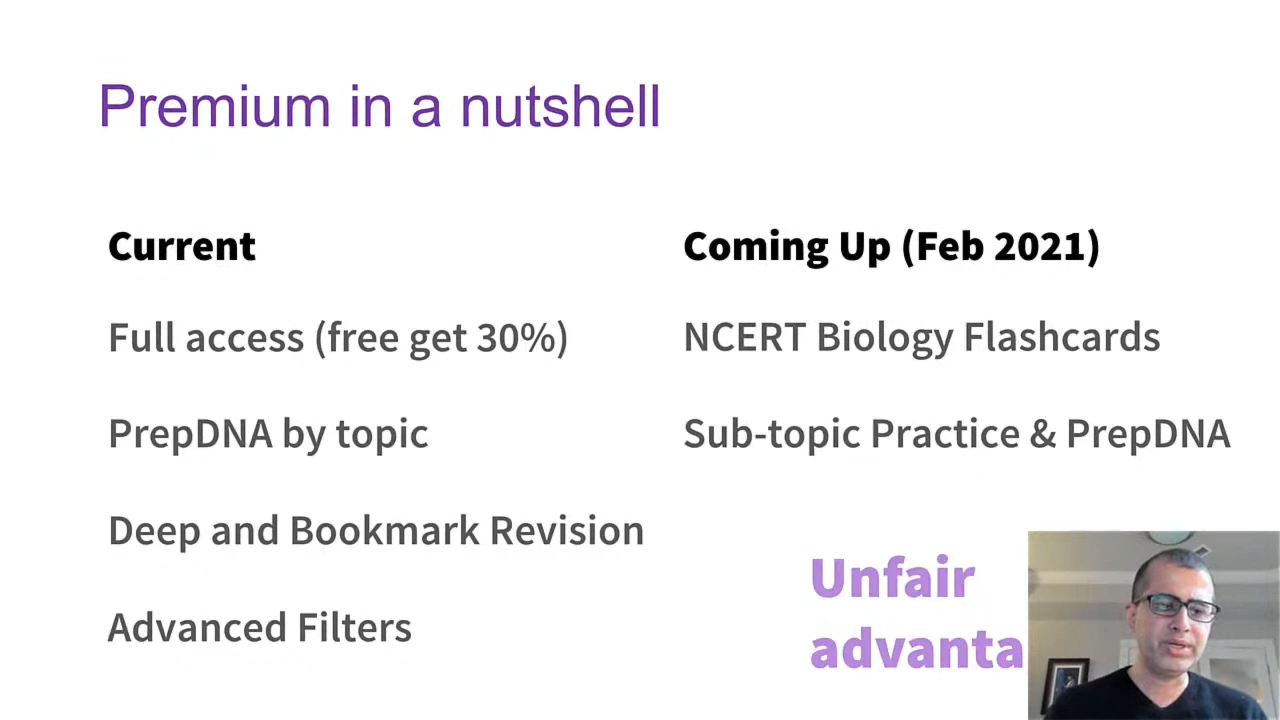 Premium in a nutshell
Current
Full access (free get 30%)
PrepDNA by topic
Deep and Bookmark Revision
Advanced Filters
Coming Up (Feb 2021)
NCERT Biology Flashcards
Sub-topic Practice & PrepDNA
Unfair
advanta